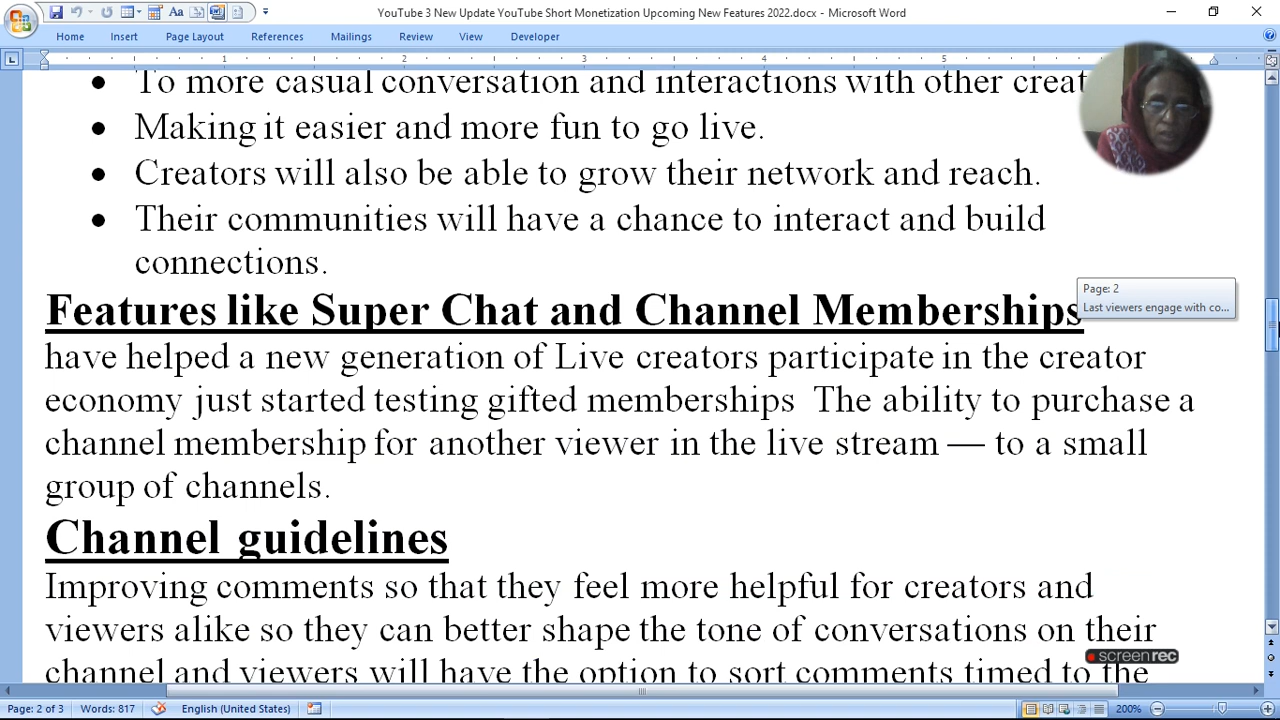 YouTube 3 New Update YouTube Short Monetization Upcoming New Features 2022.docx - Microsoft Word
Home Insert Page Layout References Mailings Review View Developer
1 2 3 4 5
• To more casual conversation and interactions with other creat
• Making it easier and more fun to go live.
• Creators will also be able to grow their network and reach.
• Their communities will have a chance to interact and build
connections.
Page: 2
Last viewers engage with co...
Features like Super Chat and Channel Memberships
have helped a new generation of Live creators participate in the creator
economy just started testing gifted memberships The ability to purchase a
channel membership for another viewer in the live stream — to a small
group of channels.
Channel guidelines
Improving comments so that they feel more helpful for creators and
viewers alike so they can better shape the tone of conversations on their
channel and viewers will have the option to sort comments timed to the
screenrec
Page: 2 of 3 Words: 817 English (United States) 200%